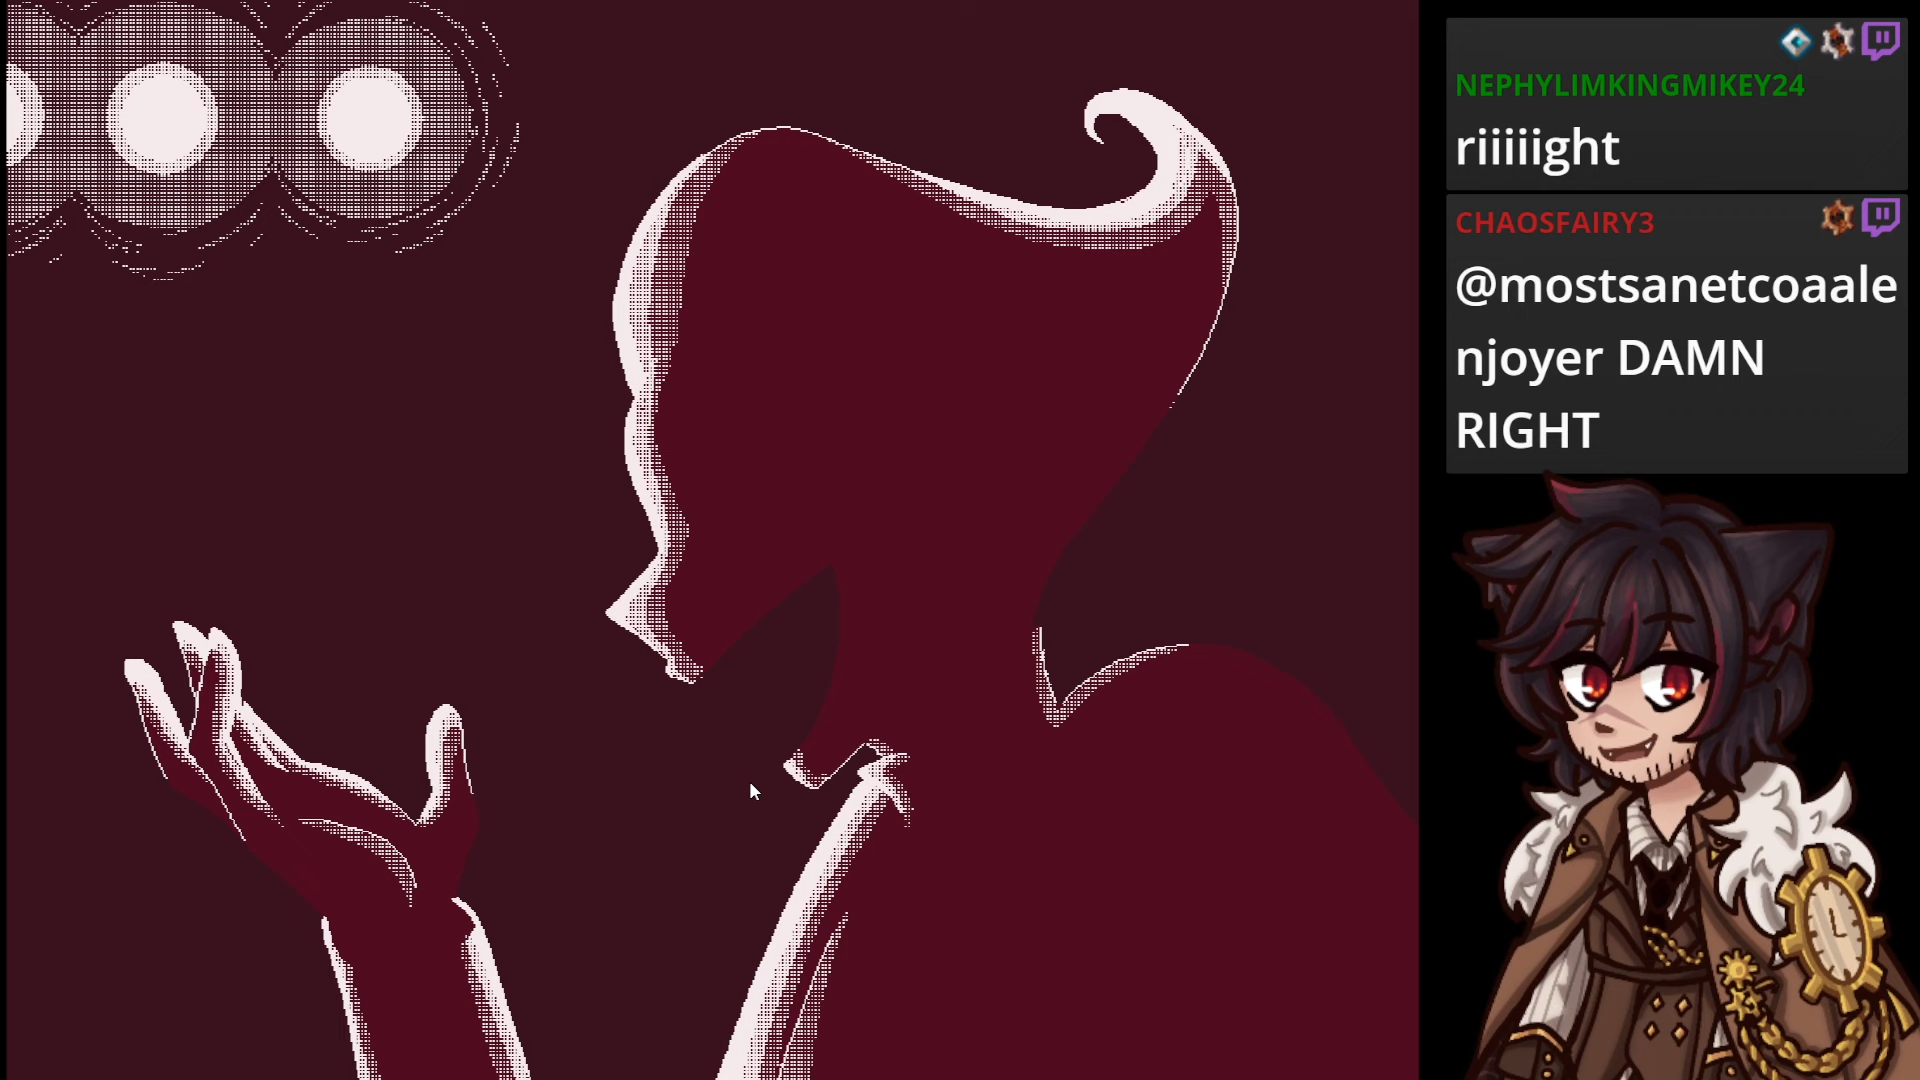 NEPHYLIMKINGMIKEY24
riiiiight
CHAOSFAIRY3
@mostsanetcoaale
njoyer DAMN
RIGHT